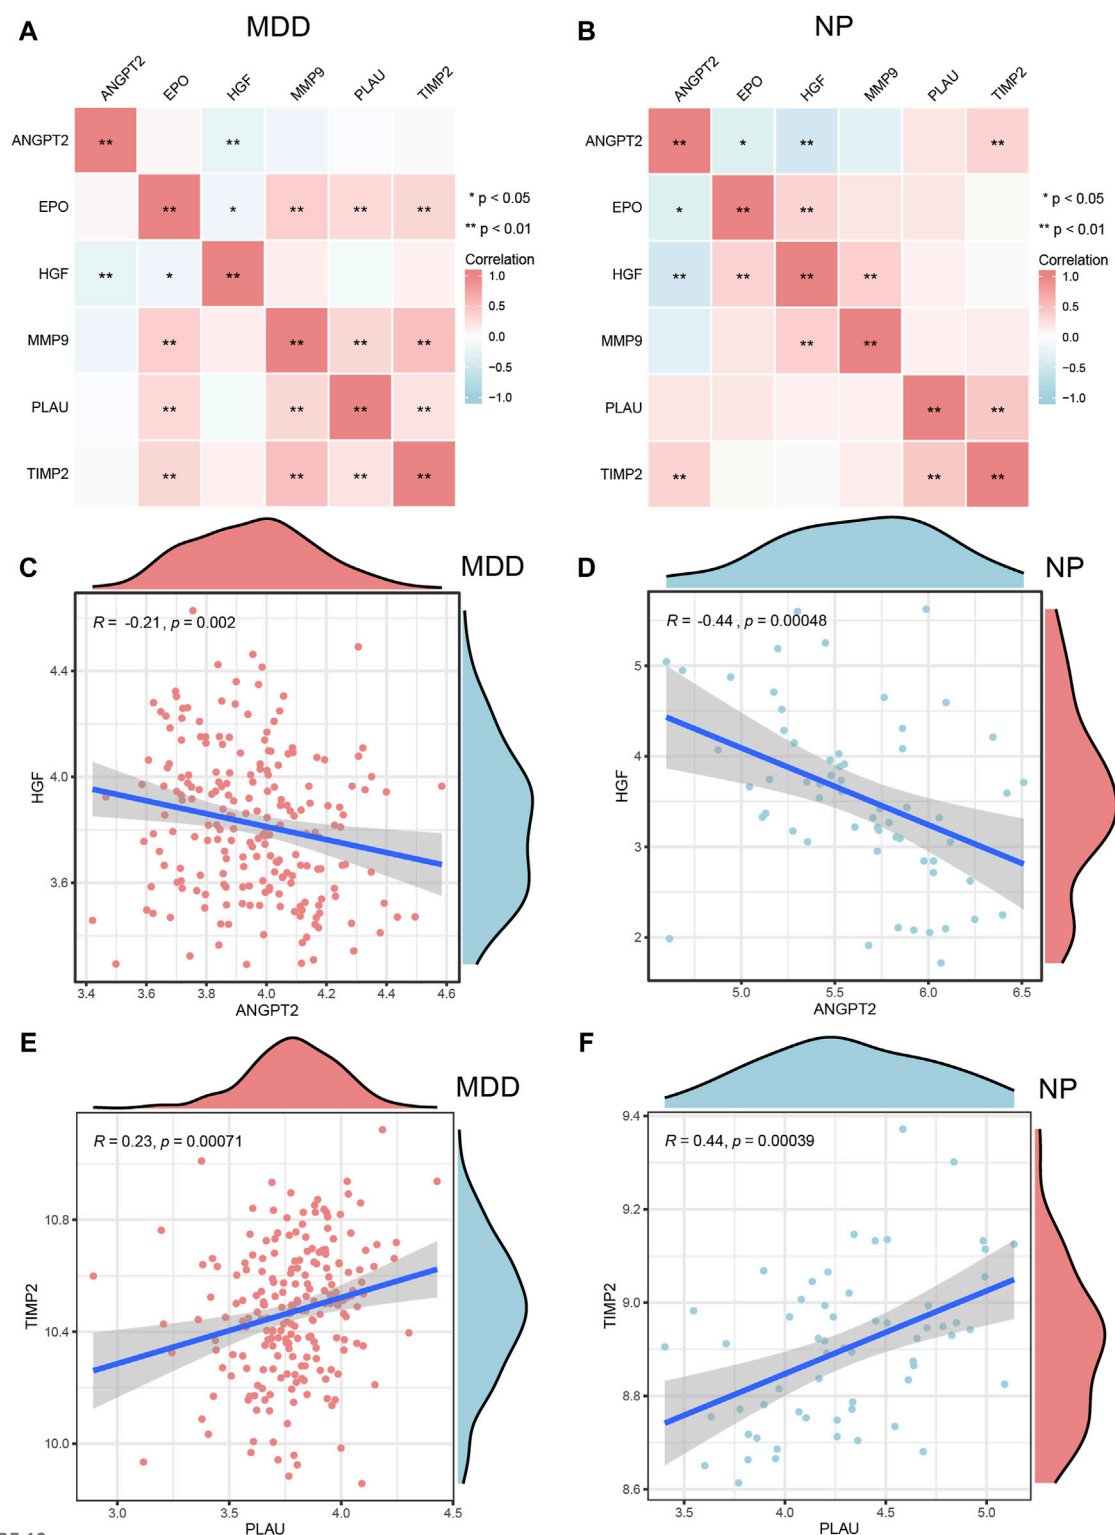 A
MDD
ANGPT2 EPO HGF MMP9 PLAU TIMP2
ANGPT2 ** **
EPO ** * ** ** **
HGF ** * **
MMP9 ** ** ** **
PLAU ** ** ** **
TIMP2 ** ** ** **
* p < 0.05
** p < 0.01
Correlation
1.0
0.5
0.0
−0.5
−1.0
B
NP
ANGPT2 EPO HGF MMP9 PLAU TIMP2
ANGPT2 ** * ** **
EPO * ** **
HGF ** ** ** **
MMP9 ** **
PLAU ** **
TIMP2 ** ** **
* p < 0.05
** p < 0.01
Correlation
1.0
0.5
0.0
−0.5
−1.0
C
MDD
R = -0.21, p = 0.002
HGF
4.4
4.0
3.6
3.4 3.6 3.8 4.0 4.2 4.4 4.6
ANGPT2
D
NP
R = -0.44, p = 0.00048
HGF
5
4
3
2
5.0 5.5 6.0 6.5
ANGPT2
E
MDD
R = 0.23, p = 0.00071
TIMP2
10.8
10.4
10.0
3.0 3.5 4.0 4.5
PLAU
F
NP
R = 0.44, p = 0.00039
TIMP2
9.4
9.2
9.0
8.8
8.6
3.5 4.0 4.5 5.0
PLAU